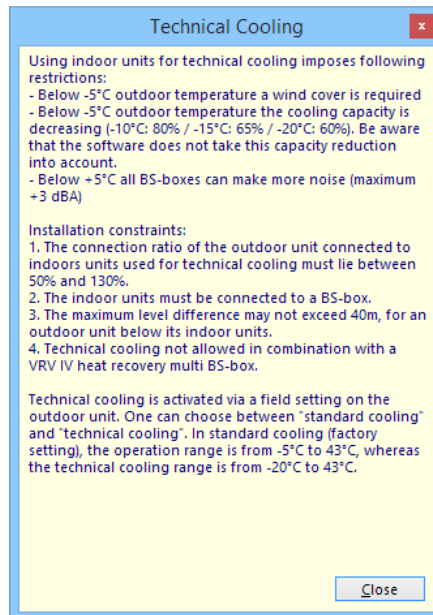 Technical Cooling
x
Using indoor units for technical cooling imposes following
restrictions:
- Below -5°C outdoor temperature a wind cover is required
- Below -5°C outdoor temperature the cooling capacity is
decreasing (-10°C: 80% / -15°C: 65% / -20°C: 60%). Be aware
that the software does not take this capacity reduction
into account.
- Below +5°C all BS-boxes can make more noise (maximum
+3 dBA)
Installation constraints:
1. The connection ratio of the outdoor unit connected to
indoors units used for technical cooling must lie between
50% and 130%.
2. The indoor units must be connected to a BS-box.
3. The maximum level difference may not exceed 40m, for an
outdoor unit below its indoor units.
4. Technical cooling not allowed in combination with a
VRV IV heat recovery multi BS-box.
Technical cooling is activated via a field setting on the
outdoor unit. One can choose between "standard cooling"
and "technical cooling". In standard cooling (factory
setting), the operation range is from -5°C to 43°C, whereas
the technical cooling range is from -20°C to 43°C.
Close